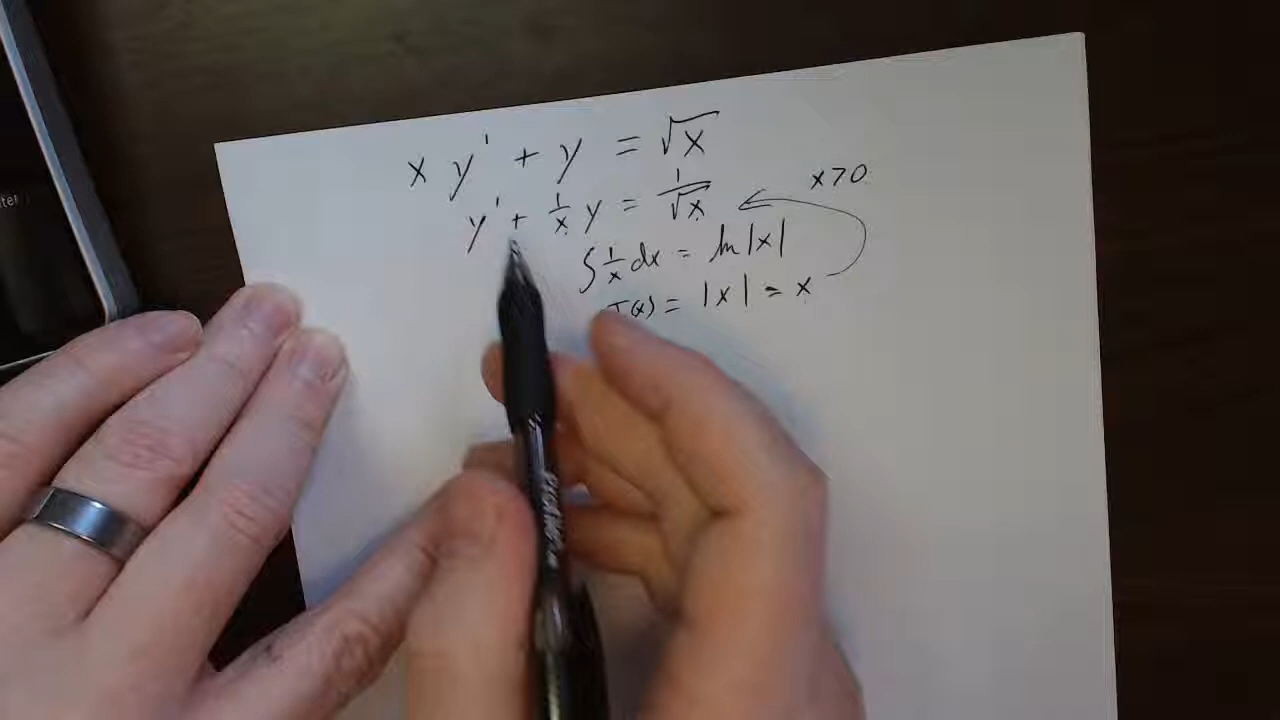 x y' + y = √x
y' + 1/x y = 1/√x
x>0
∫ 1/x dx = ln|x|
I(x) = |x| = x